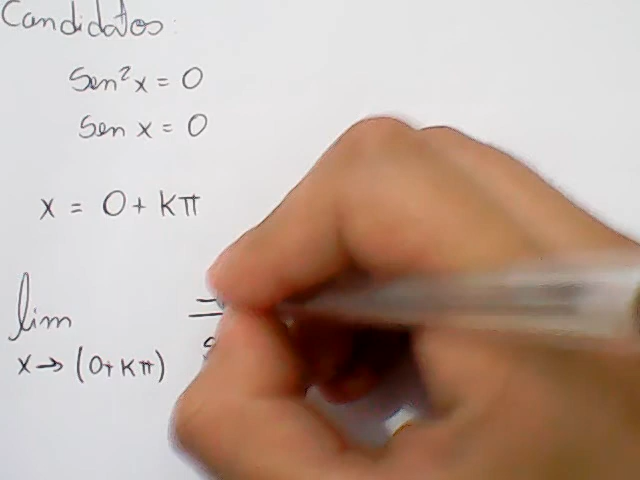 Candidatos:
Sen²x = 0
Sen x = 0
x = 0 + Kπ
lim
x → (0 + Kπ)